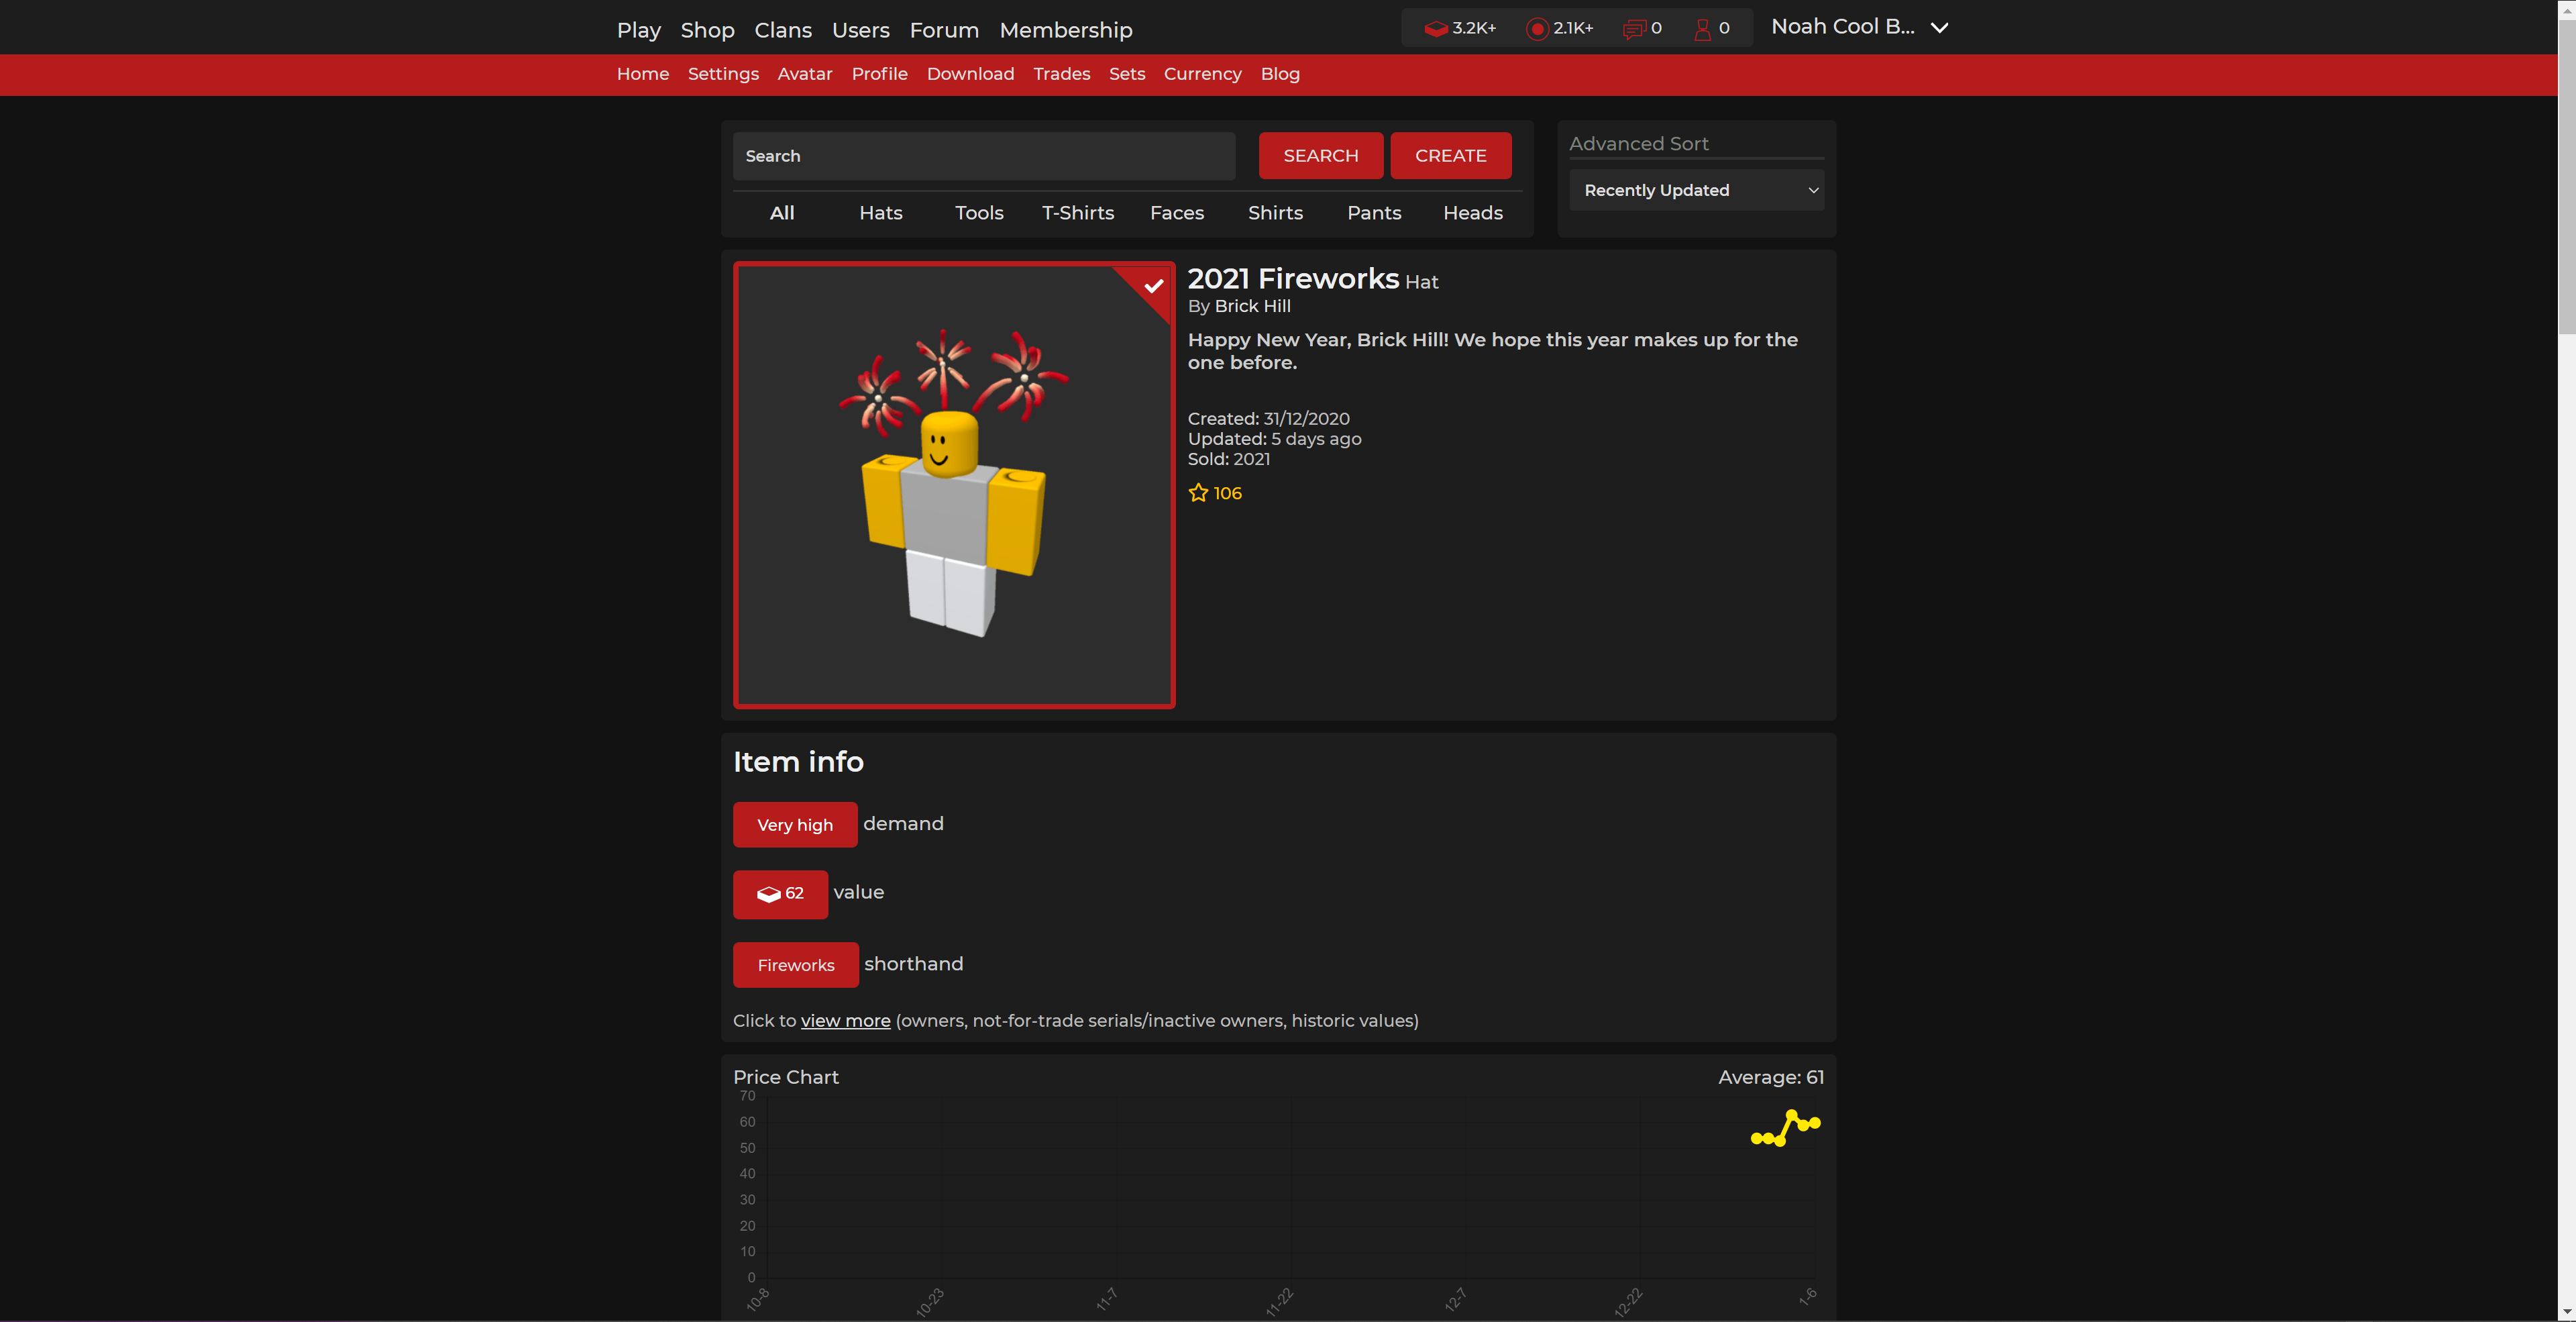 Play Shop Clans Users Forum Membership
3.2K+ 2.1K+ 0 0
Noah Cool B...
Home Settings Avatar Profile Download Trades Sets Currency Blog
Search
SEARCH CREATE
All Hats Tools T-Shirts Faces Shirts Pants Heads
Advanced Sort
Recently Updated
2021 Fireworks Hat
By Brick Hill
Happy New Year, Brick Hill! We hope this year makes up for the
one before.
Created: 31/12/2020
Updated: 5 days ago
Sold: 2021
106
Item info
Very high demand
62 value
Fireworks shorthand
Click to view more (owners, not-for-trade serials/inactive owners, historic values)
Price Chart
Average: 61
70
60
50
40
30
20
10
0
10-8 10-23 11-7 11-22 12-7 12-22 1-6